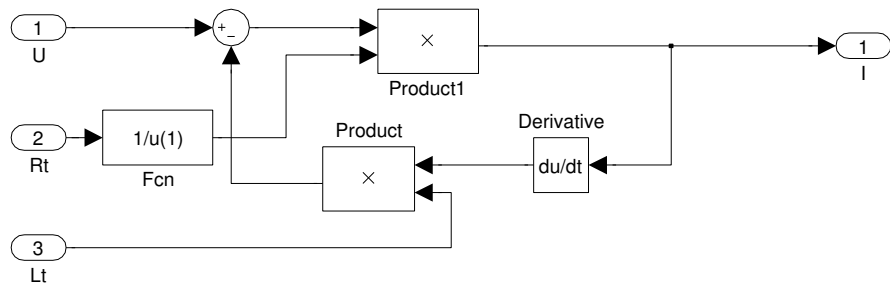 1
U
+
−
×
Product1
1
I
2
Rt
1/u(1)
Fcn
Product
×
Derivative
du/dt
3
Lt